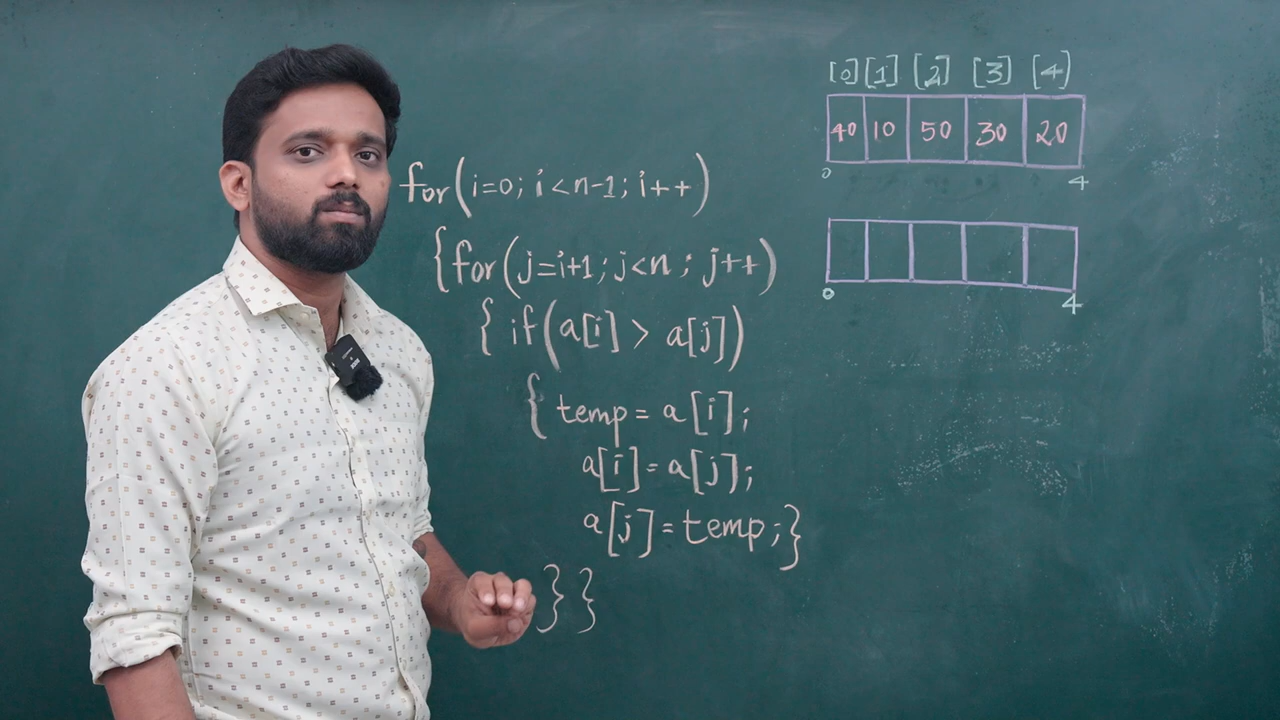 for(i=0; i<n-1; i++)
{for(j=i+1; j<n; j++)
{ if(a[i] > a[j])
{ temp = a[i];
a[i]=a[j];
a[j]=temp;}
}}
[0] [1] [2] [3] [4]
40 10 50 30 20
0 4
0 4